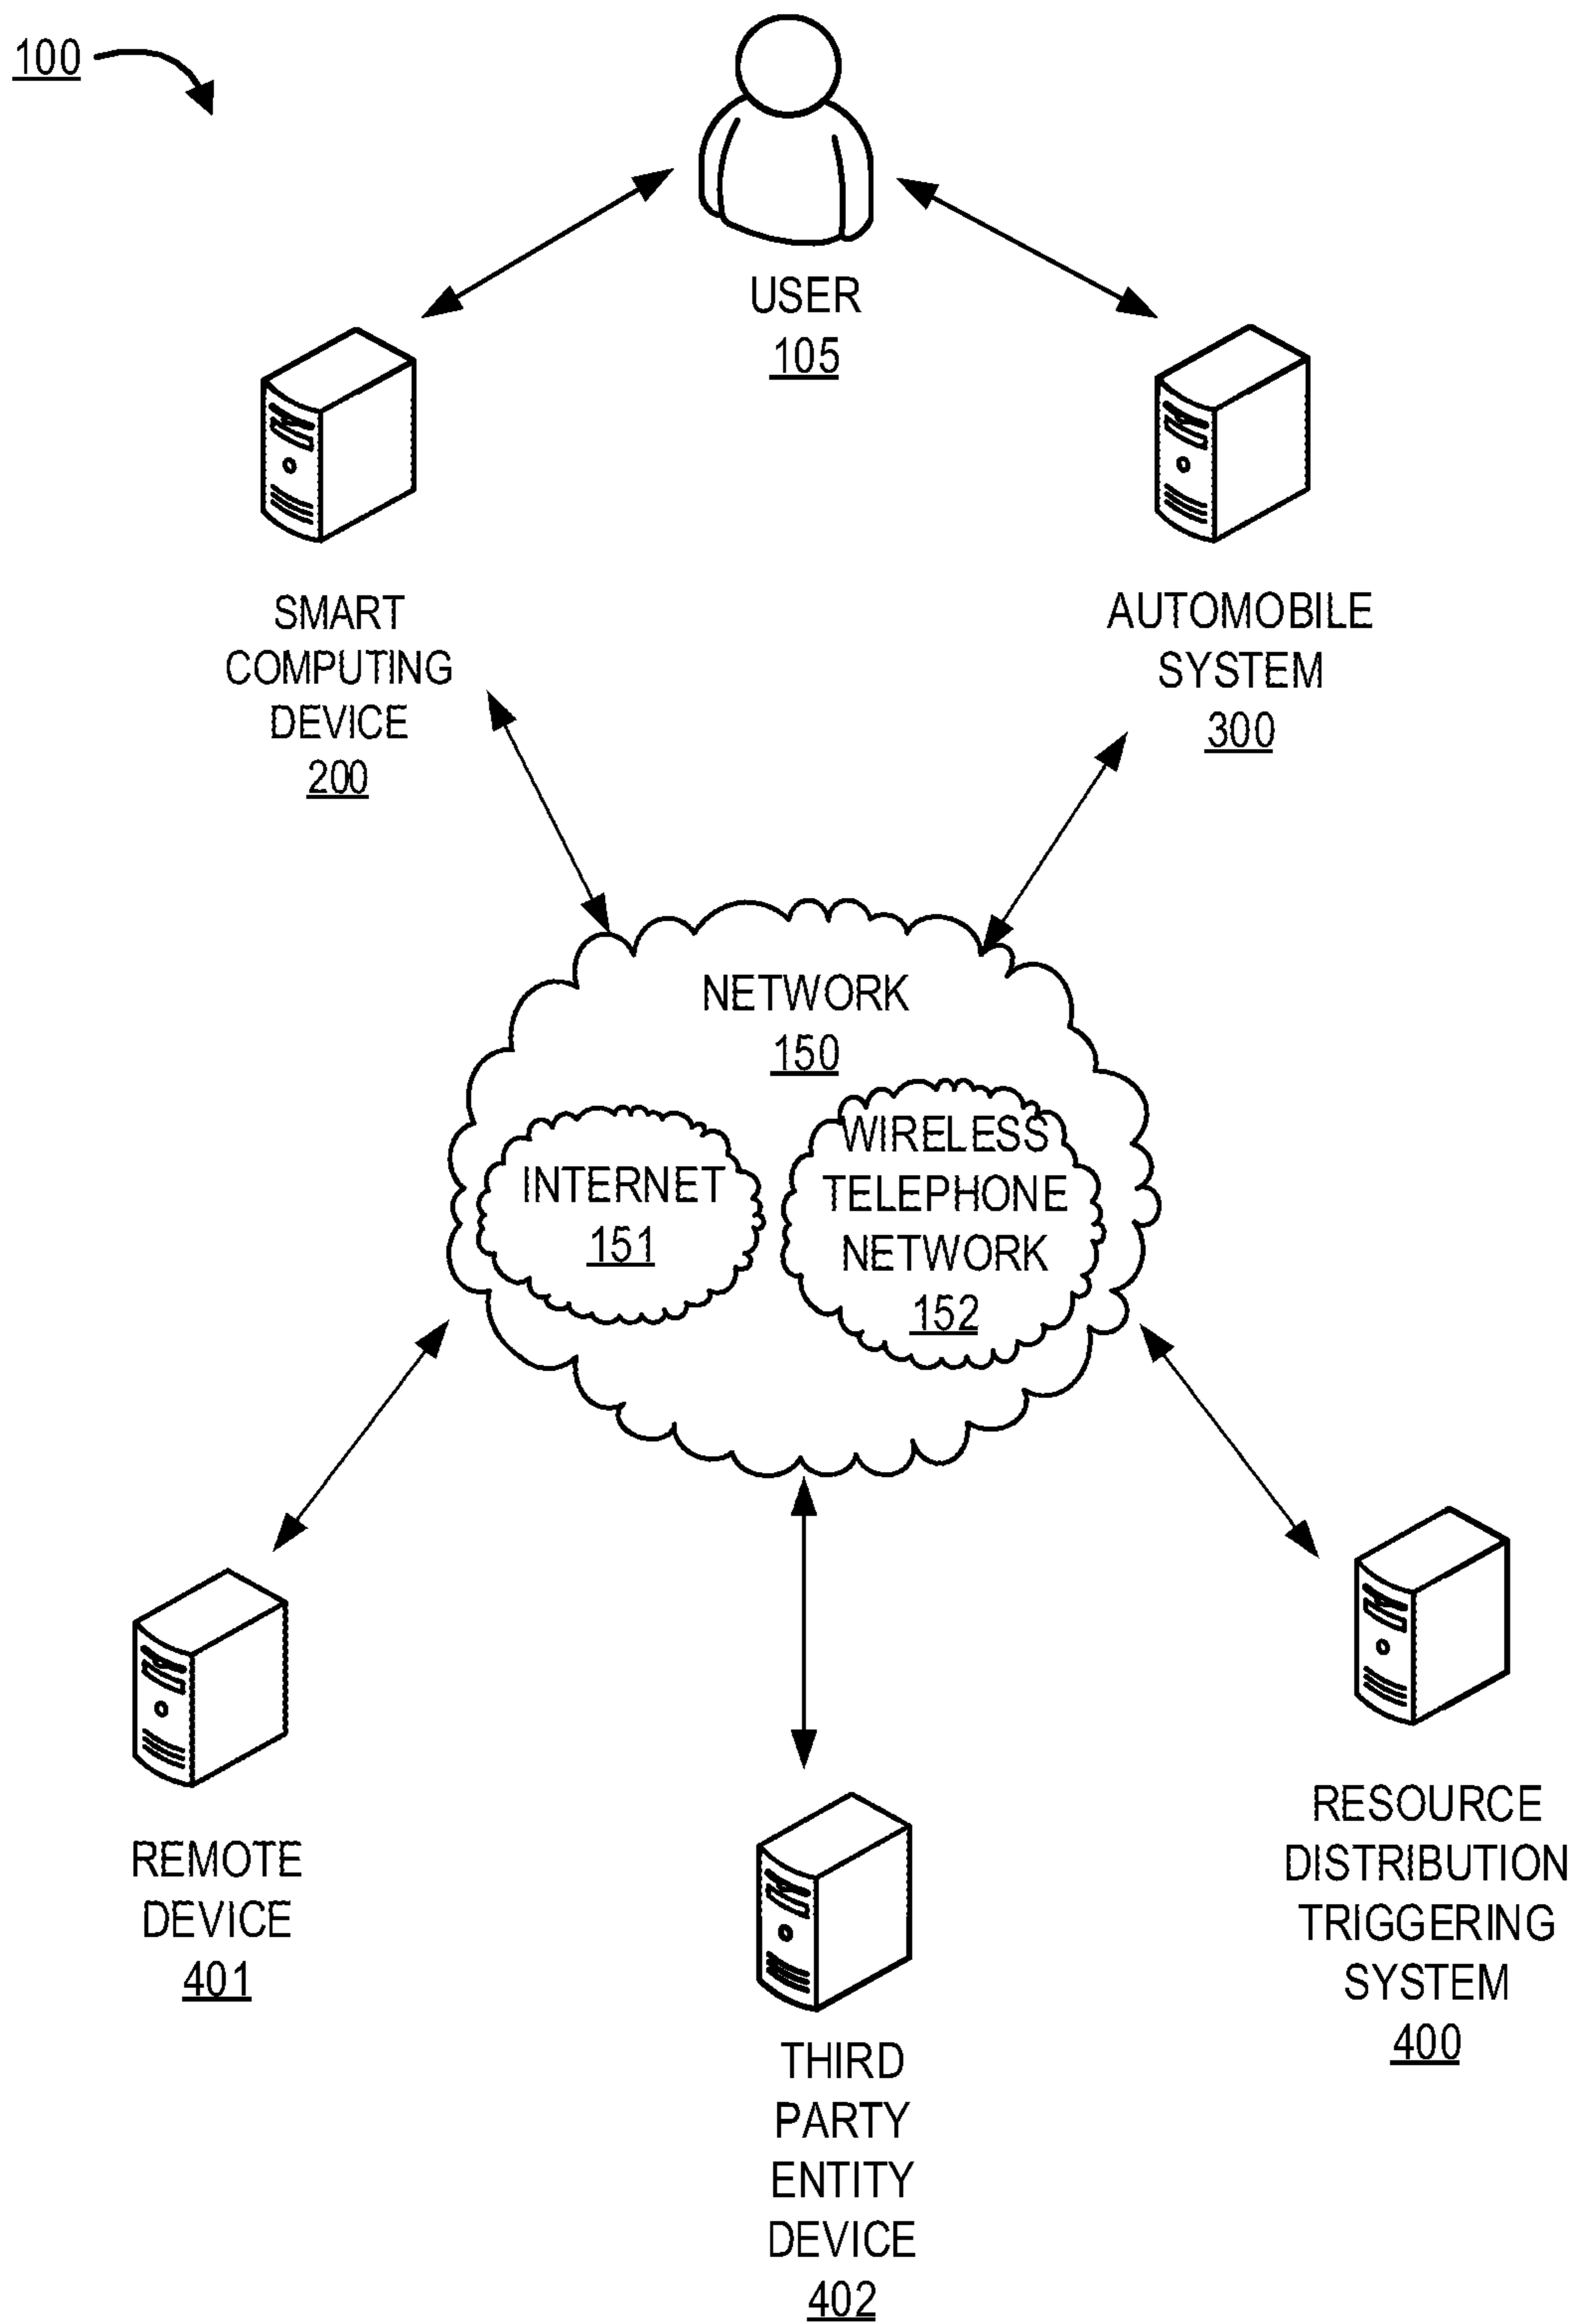 100
USER
105
SMART
COMPUTING
DEVICE
200
AUTOMOBILE
SYSTEM
300
NETWORK
150
INTERNET
151
WIRELESS
TELEPHONE
NETWORK
152
REMOTE
DEVICE
401
THIRD
PARTY
ENTITY
DEVICE
402
RESOURCE
DISTRIBUTION
TRIGGERING
SYSTEM
400